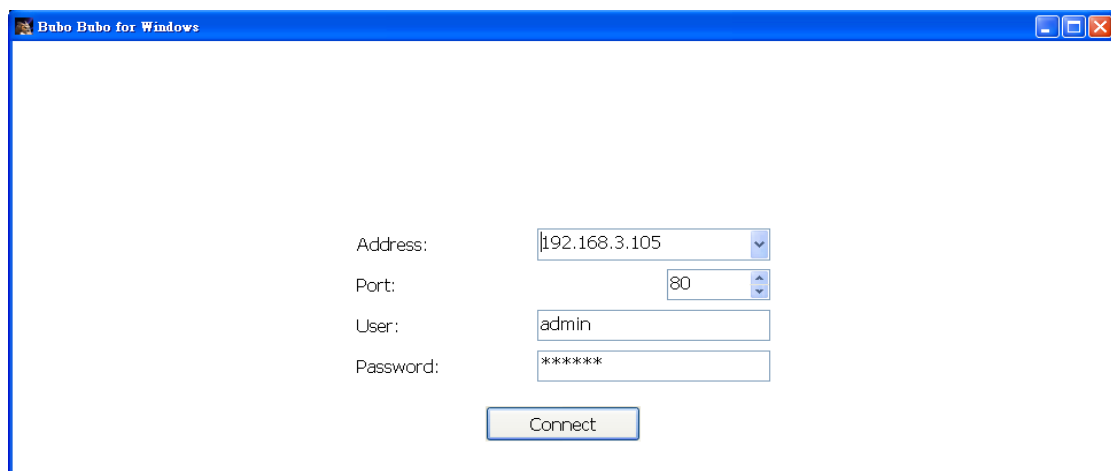 Bubo Bubo for Windows
Address: 192.168.3.105
Port: 80
User: admin
Password: ******
Connect